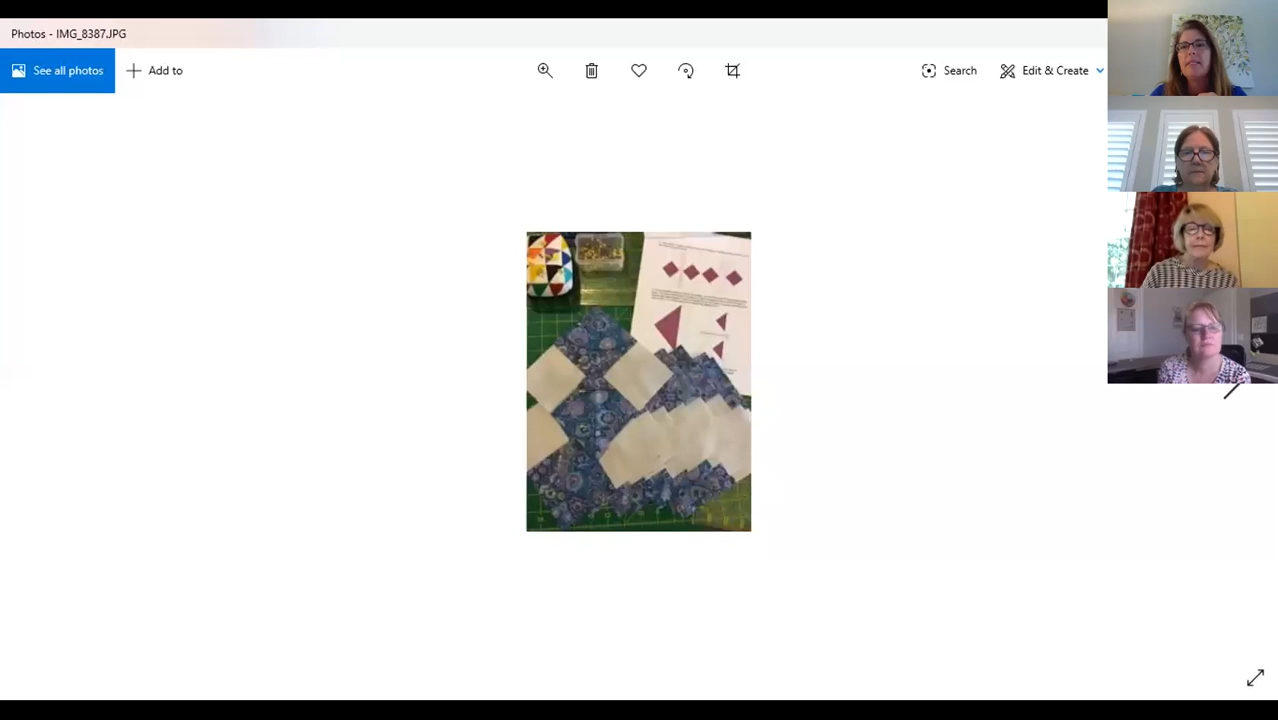 Photos - IMG_8387.JPG
See all photos
Add to
Search
Edit & Create